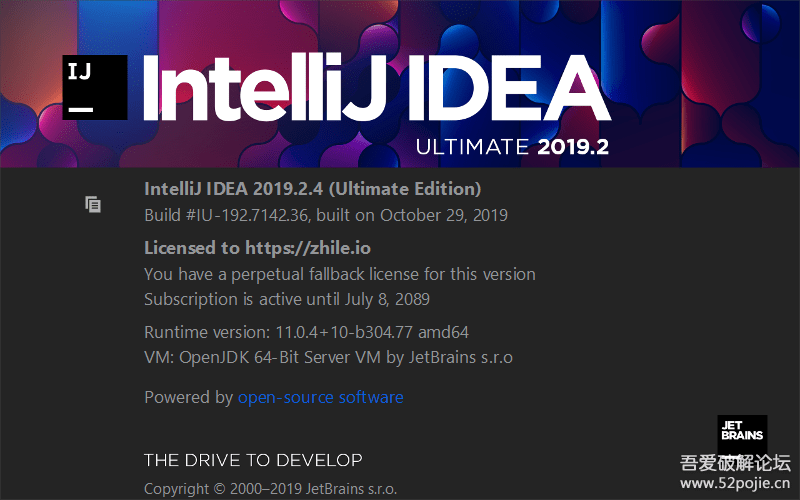 IJ
IntelliJ IDEA
ULTIMATE 2019.2
IntelliJ IDEA 2019.2.4 (Ultimate Edition)
Build #IU-192.7142.36, built on October 29, 2019
Licensed to https://zhile.io
You have a perpetual fallback license for this version
Subscription is active until July 8, 2089
Runtime version: 11.0.4+10-b304.77 amd64
VM: OpenJDK 64-Bit Server VM by JetBrains s.r.o
Powered by open-source software
JET
BRAINS
THE DRIVE TO DEVELOP
吾爱破解论坛
Copyright © 2000–2019 JetBrains s.r.o.
www.52pojie.cn